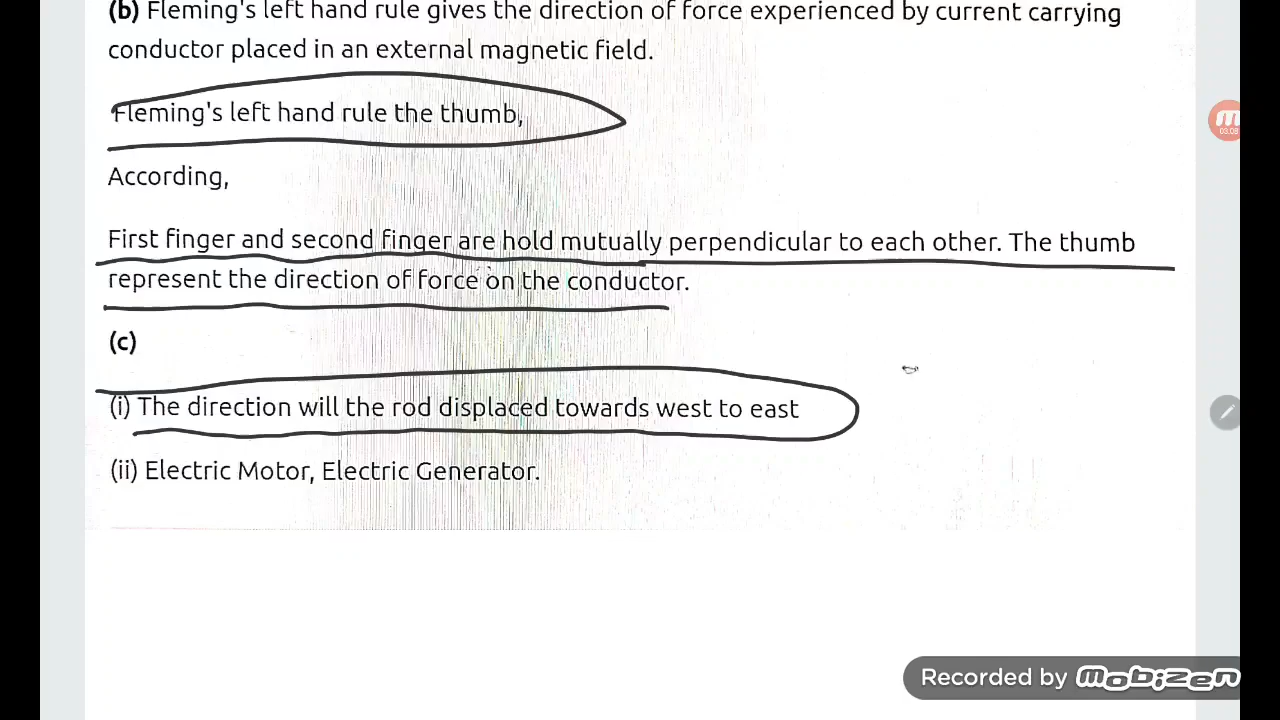 (b) Fleming's left hand rule gives the direction of force experienced by current carrying
conductor placed in an external magnetic field.
Fleming's left hand rule the thumb,
According,
First finger and second finger are hold mutually perpendicular to each other. The thumb
represent the direction of force on the conductor.
(c)
(i) The direction will the rod displaced towards west to east
(ii) Electric Motor, Electric Generator.
03:08
Recorded by mobizen